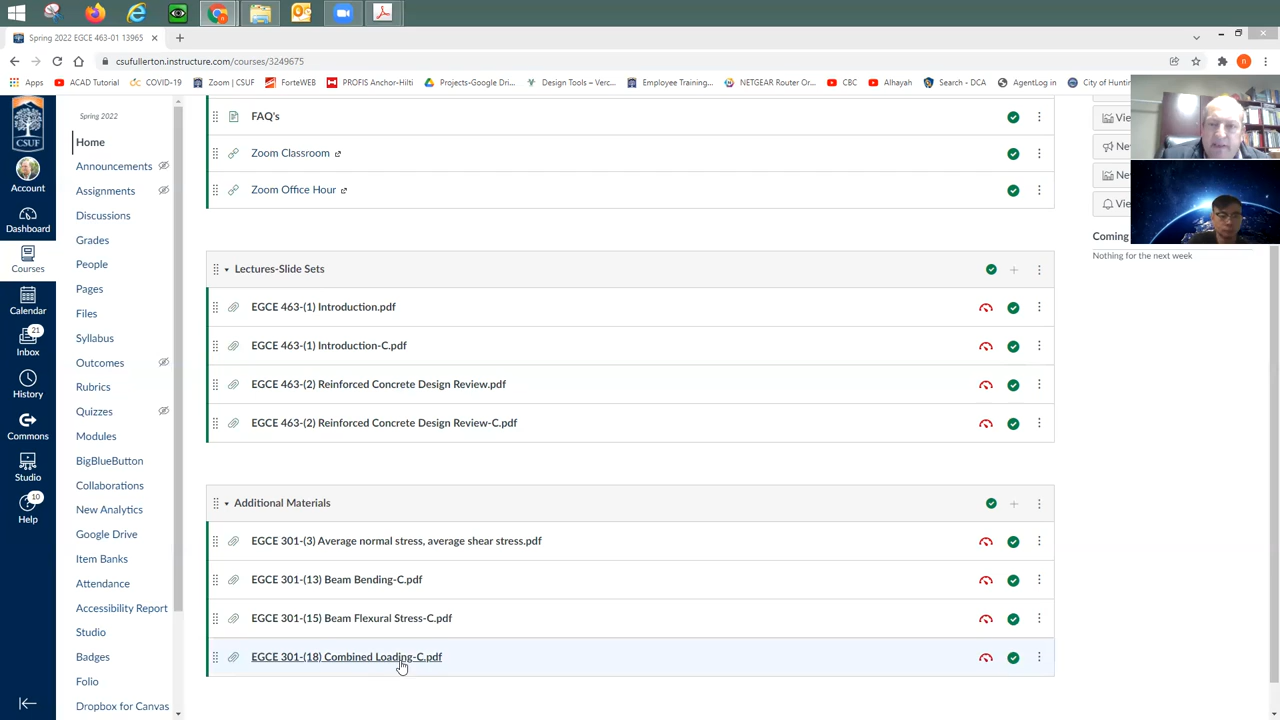 Spring 2022 EGCE 463-01 13965
csufullerton.instructure.com/courses/3249675
Apps
ACAD Tutorial
COVID-19
Zoom | CSUF
ForteWEB
PROFIS Anchor-Hilti
Projects-Google Dri...
Design Tools – Verc...
Employee Training...
NETGEAR Router Or...
CBC
Alhayah
Search - DCA
AgentLog in
City of Hunt
CSUF
Account
Dashboard
Courses
Calendar
21
Inbox
History
Commons
Studio
10
Help
Spring 2022
Home
Announcements
Assignments
Discussions
Grades
People
Pages
Files
Syllabus
Outcomes
Rubrics
Quizzes
Modules
BigBlueButton
Collaborations
New Analytics
Google Drive
Item Banks
Attendance
Accessibility Report
Studio
Badges
Folio
Dropbox for Canvas
FAQ's
Zoom Classroom
Zoom Office Hour
Lectures-Slide Sets
EGCE 463-(1) Introduction.pdf
EGCE 463-(1) Introduction-C.pdf
EGCE 463-(2) Reinforced Concrete Design Review.pdf
EGCE 463-(2) Reinforced Concrete Design Review-C.pdf
Additional Materials
EGCE 301-(3) Average normal stress, average shear stress.pdf
EGCE 301-(13) Beam Bending-C.pdf
EGCE 301-(15) Beam Flexural Stress-C.pdf
EGCE 301-(18) Combined Loading-C.pdf
Vie
Ne
Ne
Vie
Coming
Nothing for the next week